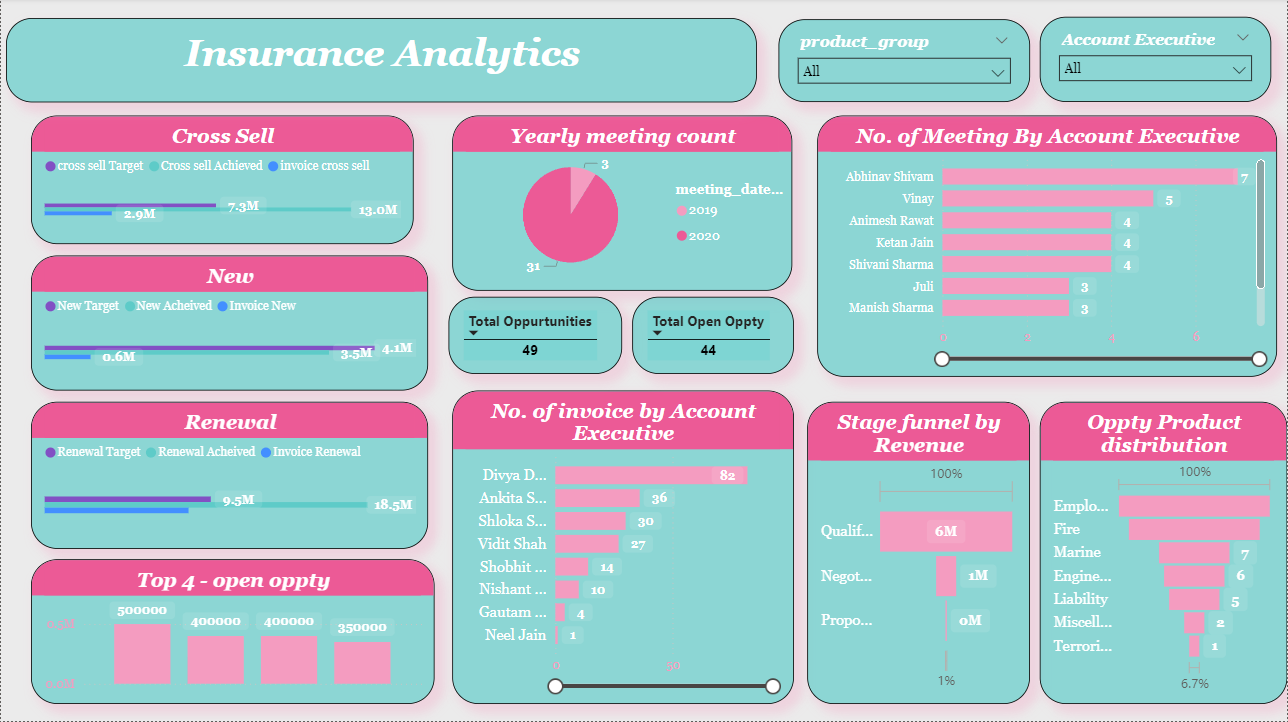 Insurance Analytics
product_group
All
Account Executive
All
Cross Sell
cross sell Target Cross sell Achieved invoice cross sell
7.3M
13.0M
2.9M
New
New Target New Acheived Invoice New
4.1M
3.5M
0.6M
Renewal
Renewal Target Renewal Acheived Invoice Renewal
9.5M
18.5M
Top 4 - open oppty
500000
400000 400000
350000
0.5M
0.0M
Yearly meeting count
3
31
meeting_date...
2019
2020
Total Oppurtunities
49
Total Open Oppty
44
No. of invoice by Account
Executive
Divya D... 82
Ankita S... 36
Shloka S... 30
Vidit Shah 27
Shobhit ... 14
Nishant ... 10
Gautam ... 4
Neel Jain 1
0 50
No. of Meeting By Account Executive
Abhinav Shivam 7
Vinay 5
Animesh Rawat 4
Ketan Jain 4
Shivani Sharma 4
Juli 3
Manish Sharma 3
0 2 4 6
Stage funnel by
Revenue
100%
Qualif... 6M
Negot... 1M
Propo... 0M
1%
Oppty Product
distribution
100%
Emplo...
Fire
Marine 7
Engine... 6
Liability 5
Miscell... 2
Terrori... 1
6.7%